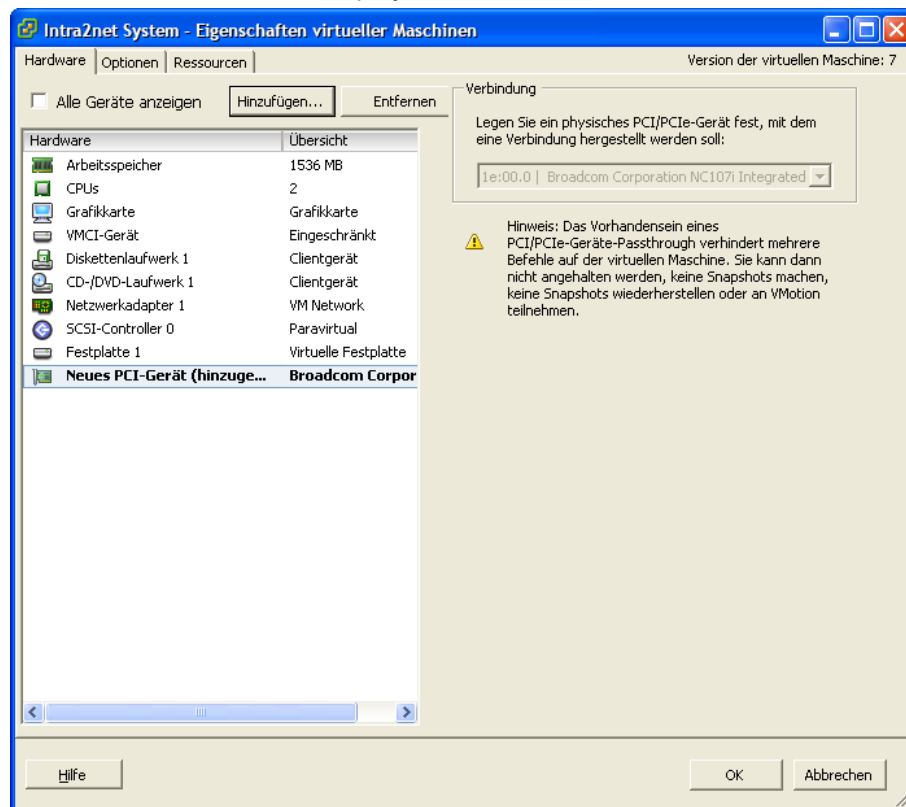 Intra2net System - Eigenschaften virtueller Maschinen
Hardware Optionen Ressourcen Version der virtuellen Maschine: 7
Alle Geräte anzeigen Hinzufügen... Entfernen
Hardware Übersicht
Arbeitsspeicher 1536 MB
CPUs 2
Grafikkarte Grafikkarte
VMCI-Gerät Eingeschränkt
Diskettenlaufwerk 1 Clientgerät
CD-/DVD-Laufwerk 1 Clientgerät
Netzwerkadapter 1 VM Network
SCSI-Controller 0 Paravirtual
Festplatte 1 Virtuelle Festplatte
Neues PCI-Gerät (hinzuge... Broadcom Corpor
Verbindung
Legen Sie ein physisches PCI/PCIe-Gerät fest, mit dem
eine Verbindung hergestellt werden soll:
1e:00.0 | Broadcom Corporation NC107i Integrated
Hinweis: Das Vorhandensein eines
PCI/PCIe-Geräte-Passthrough verhindert mehrere
Befehle auf der virtuellen Maschine. Sie kann dann
nicht angehalten werden, keine Snapshots machen,
keine Snapshots wiederherstellen oder an VMotion
teilnehmen.
Hilfe OK Abbrechen